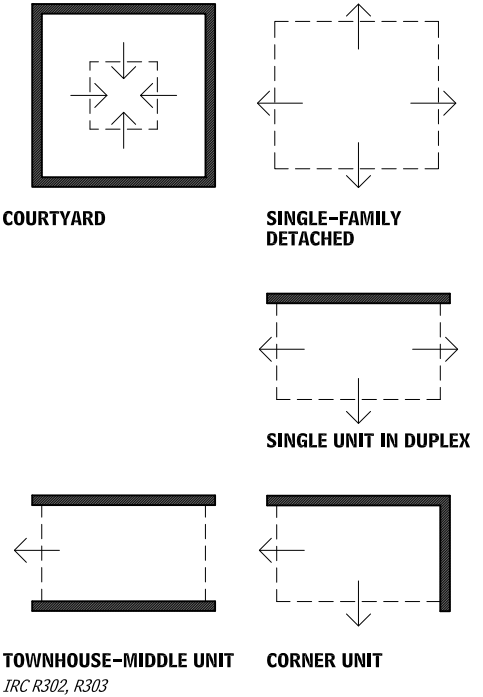 COURTYARD
SINGLE-FAMILY
DETACHED
SINGLE UNIT IN DUPLEX
TOWNHOUSE-MIDDLE UNIT
CORNER UNIT
IRC R302, R303